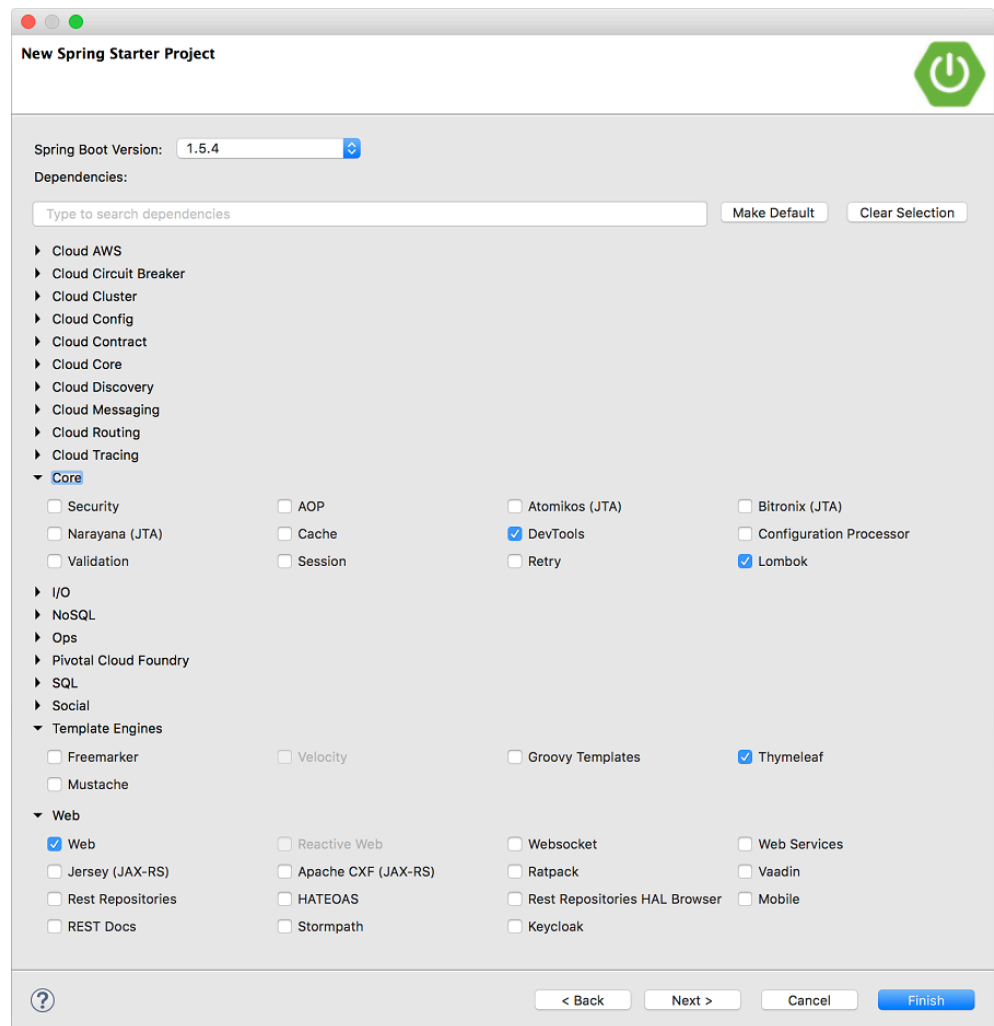 New Spring Starter Project
Spring Boot Version: 1.5.4
Dependencies:
Type to search dependencies Make Default Clear Selection
Cloud AWS
Cloud Circuit Breaker
Cloud Cluster
Cloud Config
Cloud Contract
Cloud Core
Cloud Discovery
Cloud Messaging
Cloud Routing
Cloud Tracing
Core
Security AOP Atomikos (JTA) Bitronix (JTA)
Narayana (JTA) Cache DevTools Configuration Processor
Validation Session Retry Lombok
I/O
NoSQL
Ops
Pivotal Cloud Foundry
SQL
Social
Template Engines
Freemarker Velocity Groovy Templates Thymeleaf
Mustache
Web
Web Reactive Web Websocket Web Services
Jersey (JAX-RS) Apache CXF (JAX-RS) Ratpack Vaadin
Rest Repositories HATEOAS Rest Repositories HAL Browser Mobile
REST Docs Stormpath Keycloak
? < Back Next > Cancel Finish